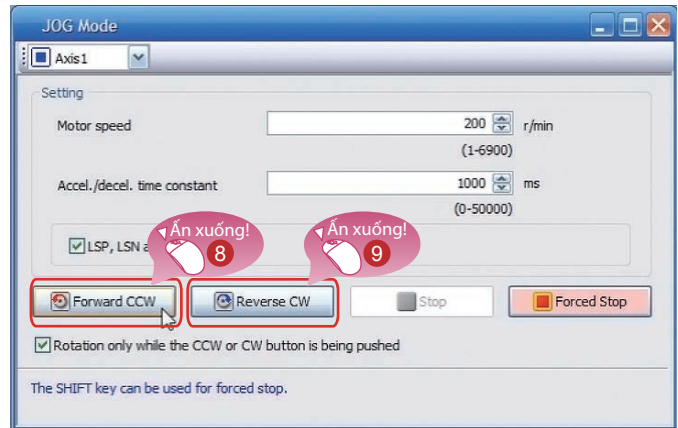 JOG Mode
Axis1
Setting
Motor speed 200 r/min
(1-6900)
Accel./decel. time constant 1000 ms
(0-50000)
Ấn xuống! Ấn xuống!
LSP, LSN a
8 9
Forward CCW Reverse CW Stop Forced Stop
Rotation only while the CCW or CW button is being pushed
The SHIFT key can be used for forced stop.